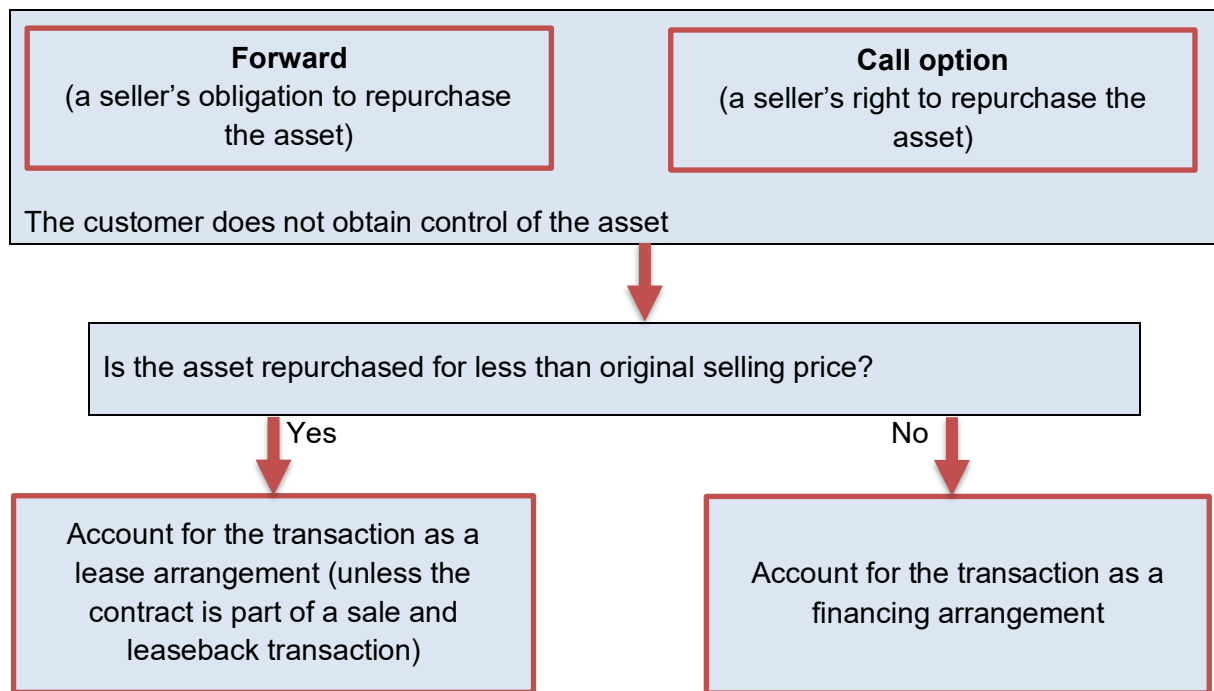 Forward
(a seller’s obligation to repurchase
the asset)
Call option
(a seller’s right to repurchase the
asset)
The customer does not obtain control of the asset
Is the asset repurchased for less than original selling price?
Yes
No
Account for the transaction as a
lease arrangement (unless the
contract is part of a sale and
leaseback transaction)
Account for the transaction as a
financing arrangement